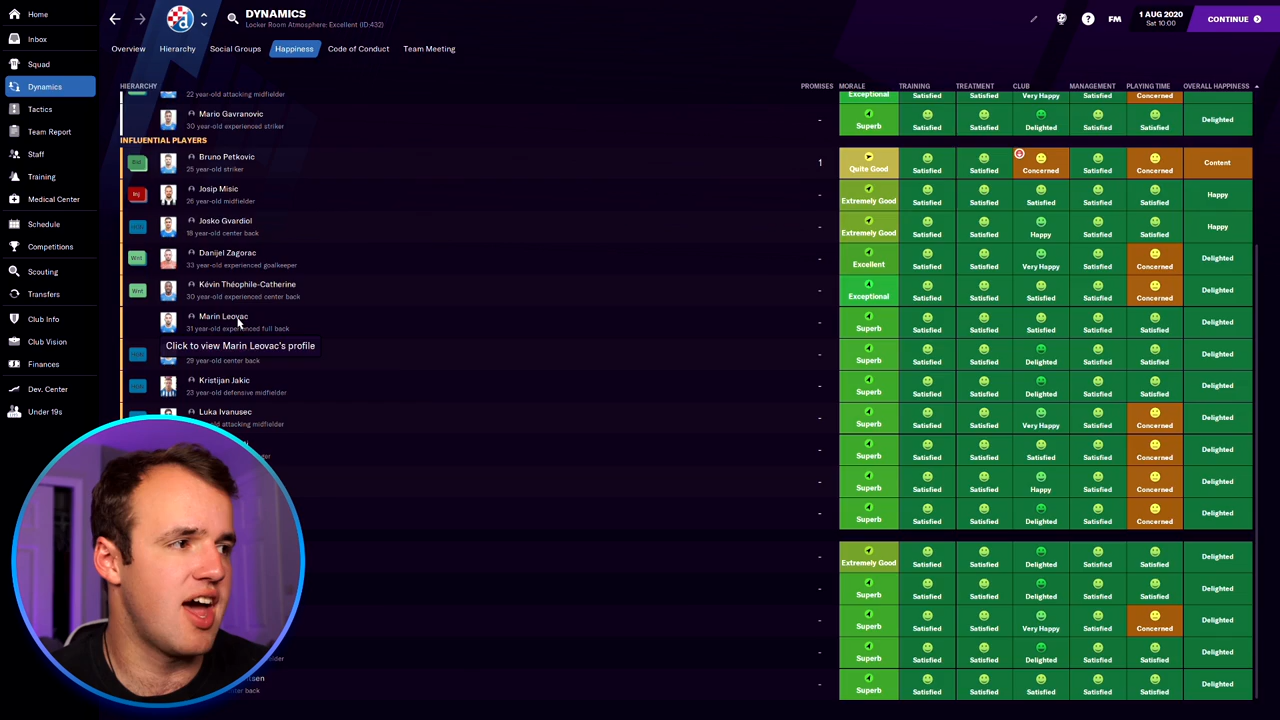 Home
Inbox
Squad
Dynamics
Tactics
Team Report
Staff
Training
Medical Center
Schedule
Competitions
Scouting
Transfers
Club Info
Club Vision
Finances
Dev. Center
Under 19s
DYNAMICS
Locker Room Atmosphere: Excellent (ID:432)
FM
1 AUG 2020
Sat 10:00
CONTINUE
Overview Hierarchy Social Groups Happiness Code of Conduct Team Meeting
HIERARCHY PROMISES MORALE TRAINING TREATMENT CLUB MANAGEMENT PLAYING TIME OVERALL HAPPINESS
22 year-old attacking midfielder
Exceptional Satisfied Satisfied Very Happy Satisfied Concerned Delighted
Mario Gavranovic
30 year-old experienced striker
- Superb Satisfied Satisfied Delighted Satisfied Satisfied Delighted
INFLUENTIAL PLAYERS
Bruno Petkovic
25 year-old striker
1 Quite Good Satisfied Satisfied Concerned Satisfied Concerned Content
Inj Josip Misic
26 year-old midfielder
- Extremely Good Satisfied Satisfied Satisfied Satisfied Satisfied Happy
Josko Gvardiol
18 year-old center back
- Extremely Good Satisfied Satisfied Happy Satisfied Satisfied Happy
Wnt Danijel Zagorac
33 year-old experienced goalkeeper
- Excellent Satisfied Satisfied Very Happy Satisfied Concerned Delighted
Wnt Kévin Théophile-Catherine
30 year-old experienced center back
- Exceptional Satisfied Satisfied Satisfied Satisfied Concerned Delighted
Marin Leovac
31 year-old experienced full back
- Superb Satisfied Satisfied Satisfied Satisfied Satisfied Delighted
Click to view Marin Leovac's profile
29 year-old center back
- Superb Satisfied Satisfied Delighted Satisfied Satisfied Delighted
Kristijan Jakic
23 year-old defensive midfielder
- Superb Satisfied Satisfied Delighted Satisfied Satisfied Delighted
Luka Ivanusec
attacking midfielder
- Superb Satisfied Satisfied Very Happy Satisfied Concerned Delighted
- Superb Satisfied Satisfied Satisfied Satisfied Concerned Delighted
- Superb Satisfied Satisfied Happy Satisfied Concerned Delighted
- Superb Satisfied Satisfied Delighted Satisfied Concerned Delighted
- Extremely Good Satisfied Satisfied Delighted Satisfied Satisfied Delighted
- Superb Satisfied Satisfied Delighted Satisfied Satisfied Delighted
- Superb Satisfied Satisfied Very Happy Satisfied Concerned Delighted
- Superb Satisfied Satisfied Delighted Satisfied Satisfied Delighted
back
- Superb Satisfied Satisfied Satisfied Satisfied Satisfied Delighted